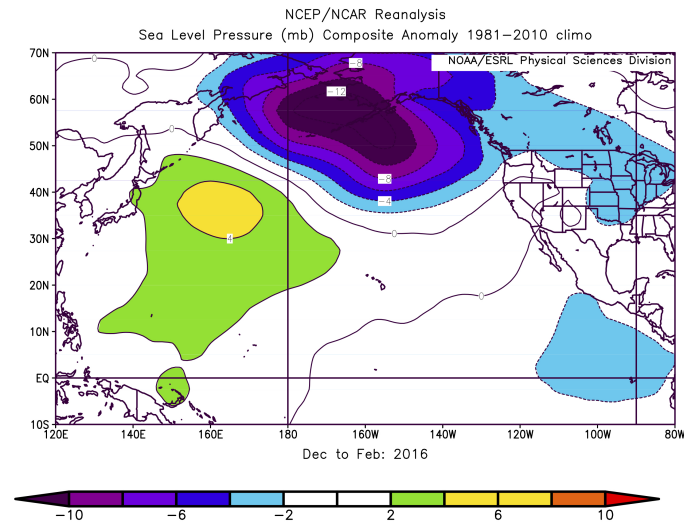 NCEP/NCAR Reanalysis
Sea Level Pressure (mb) Composite Anomaly 1981−2010 climo
NOAA/ESRL Physical Sciences Division
70N
60N
50N
40N
30N
20N
10N
EQ
10S
0
−8
−12
0
−8
−4
4
0
0
120E 140E 160E 180 160W 140W 120W 100W 80W
Dec to Feb: 2016
−10 −6 −2 2 6 10